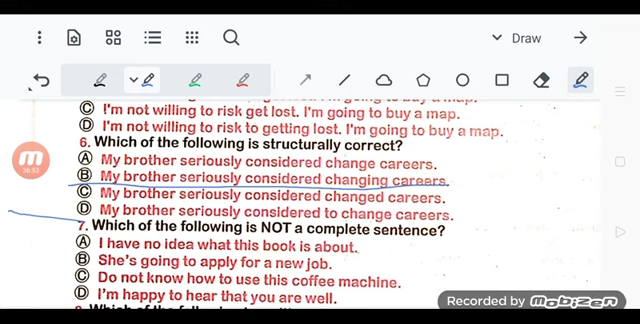 Draw
Ⓒ I'm not willing to risk get lost. I'm going to buy a map.
Ⓓ I'm not willing to risk to getting lost. I'm going to buy a map.
6. Which of the following is structurally correct?
Ⓐ My brother seriously considered change careers.
Ⓑ My brother seriously considered changing careers.
Ⓒ My brother seriously considered changed careers.
Ⓓ My brother seriously considered to change careers.
7. Which of the following is NOT a complete sentence?
Ⓐ I have no idea what this book is about.
Ⓑ She's going to apply for a new job.
Ⓒ Do not know how to use this coffee machine.
Ⓓ I'm happy to hear that you are well.
36:53
Recorded by Mobizen